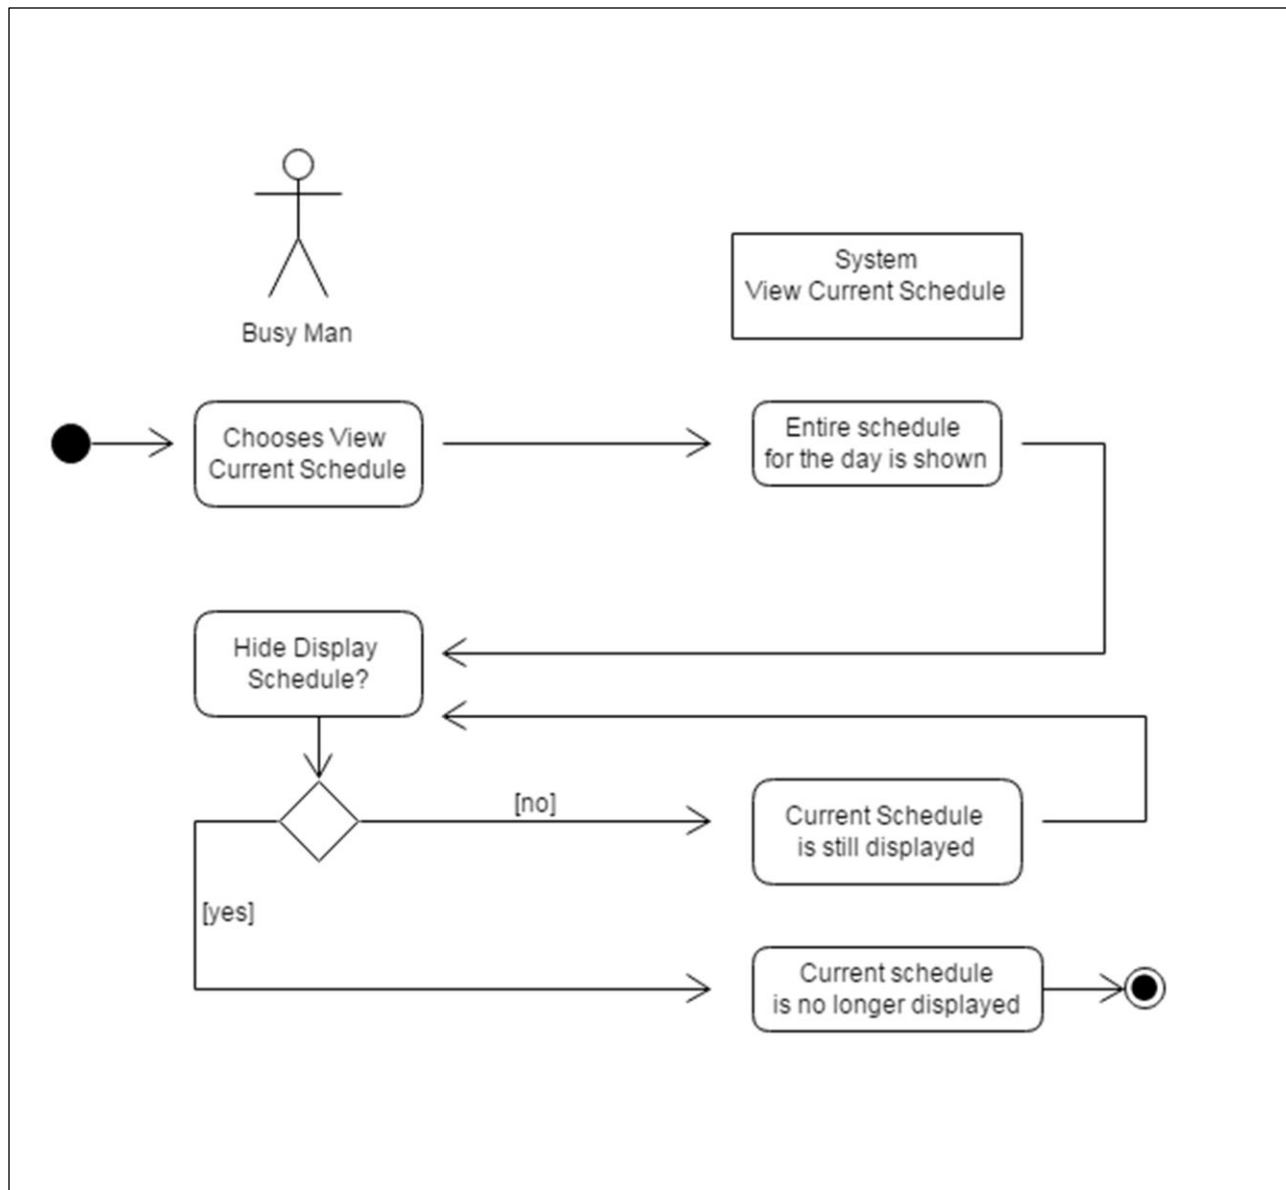 Busy Man
System
View Current Schedule
Chooses View
Current Schedule
Entire schedule
for the day is shown
Hide Display
Schedule?
[no]
Current Schedule
is still displayed
[yes]
Current schedule
is no longer displayed